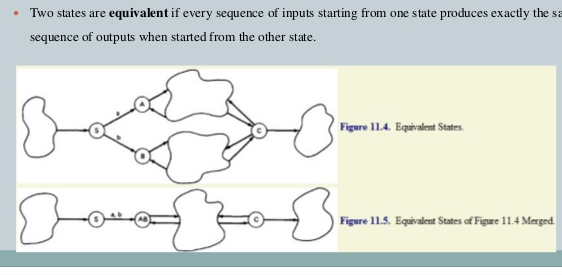 • Two states are equivalent if every sequence of inputs starting from one state produces exactly the sa
sequence of outputs when started from the other state.
A
a
S
b
B
C
Figure 11.4. Equivalent States.
S
a, b
AB
C
Figure 11.5. Equivalent States of Figure 11.4 Merged.